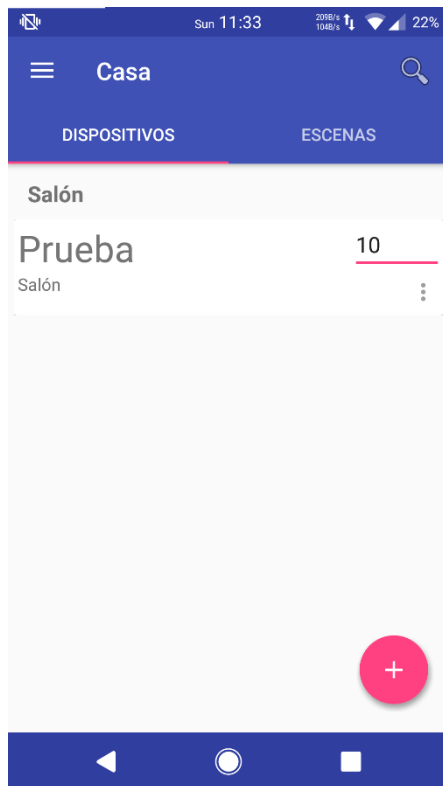 Sun 11:33 209B/s 104B/s 22%
Casa
DISPOSITIVOS ESCENAS
Salón
Prueba 10
Salón